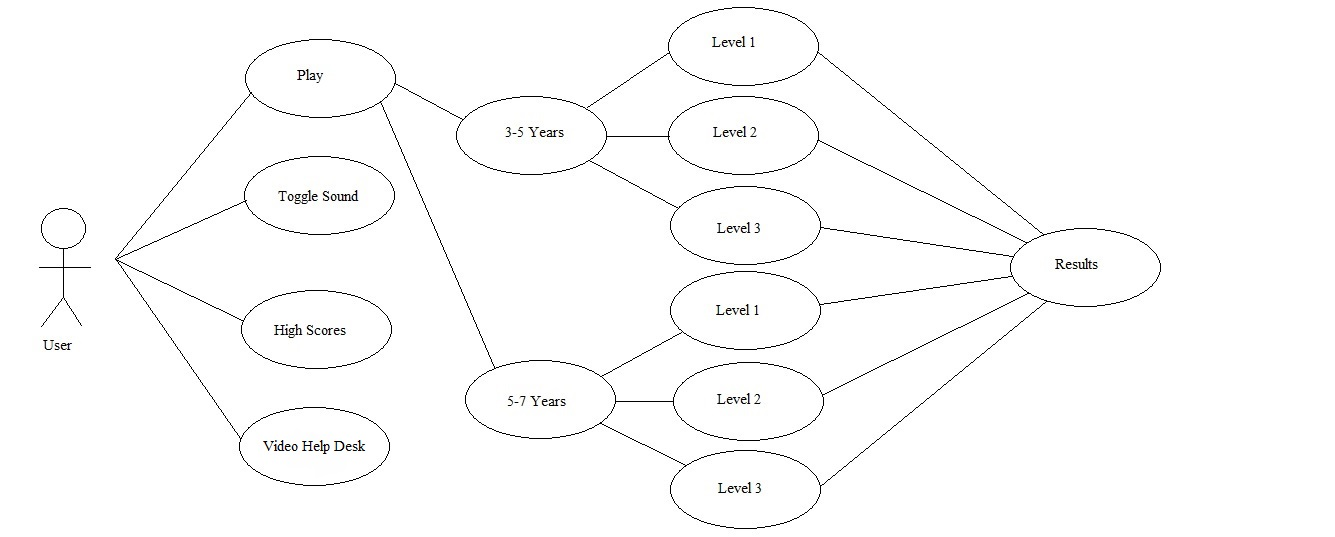 Level 1
Play
3-5 Years
Level 2
Toggle Sound
Level 3
Results
Level 1
High Scores
User
5-7 Years
Level 2
Video Help Desk
Level 3